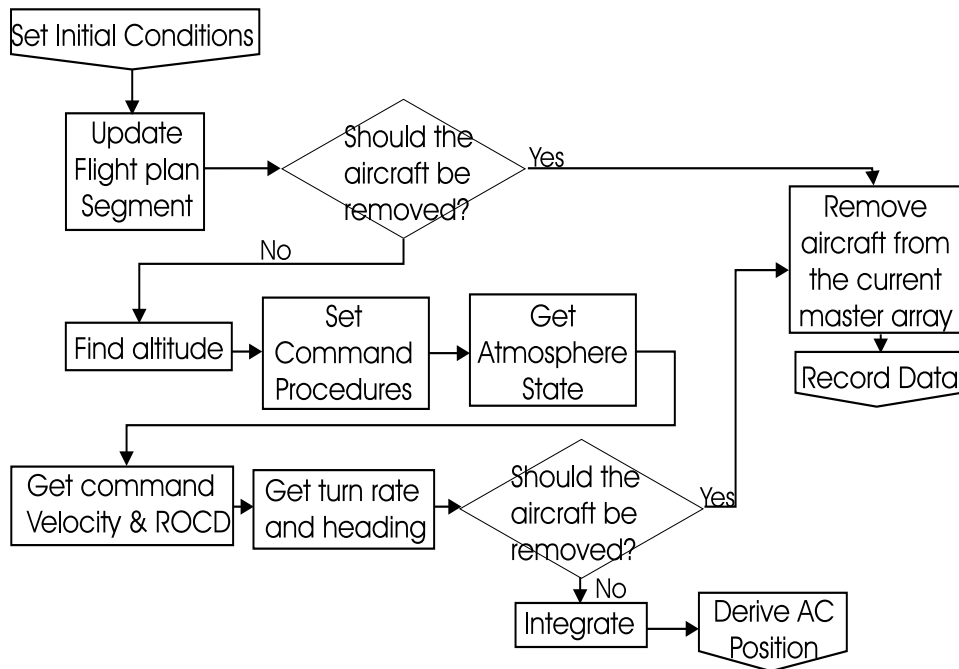 Set Initial Conditions
Update
Flight plan
Segment
Should the
aircraft be
removed?
Yes
No
Remove
aircraft from
the current
master array
Record Data
Find altitude
Set
Command
Procedures
Get
Atmosphere
State
Get command
Velocity & ROCD
Get turn rate
and heading
Should the
aircraft be
removed?
Yes
No
Integrate
Derive AC
Position